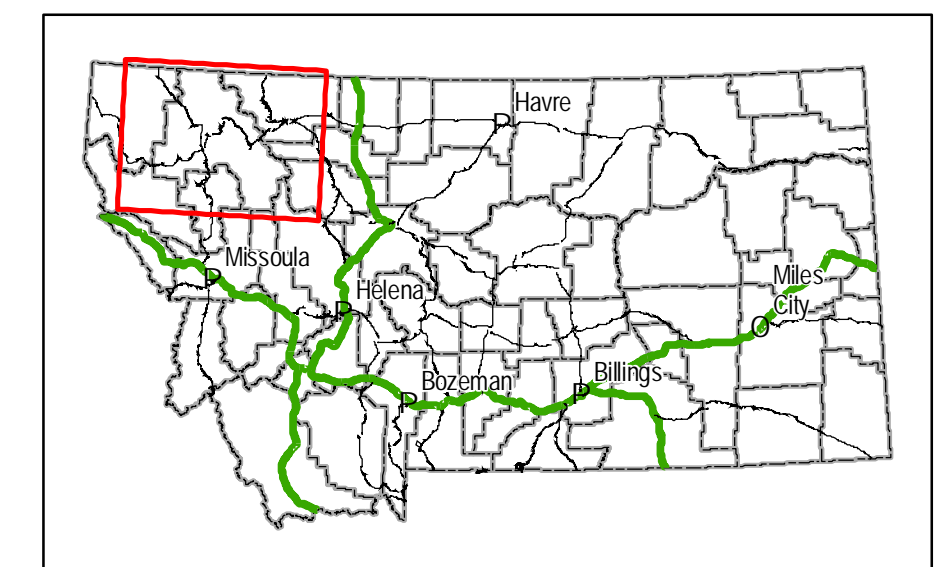 Havre
P
Missoula
P
Helena
P
Miles
City
O
Billings
P
Bozeman
P